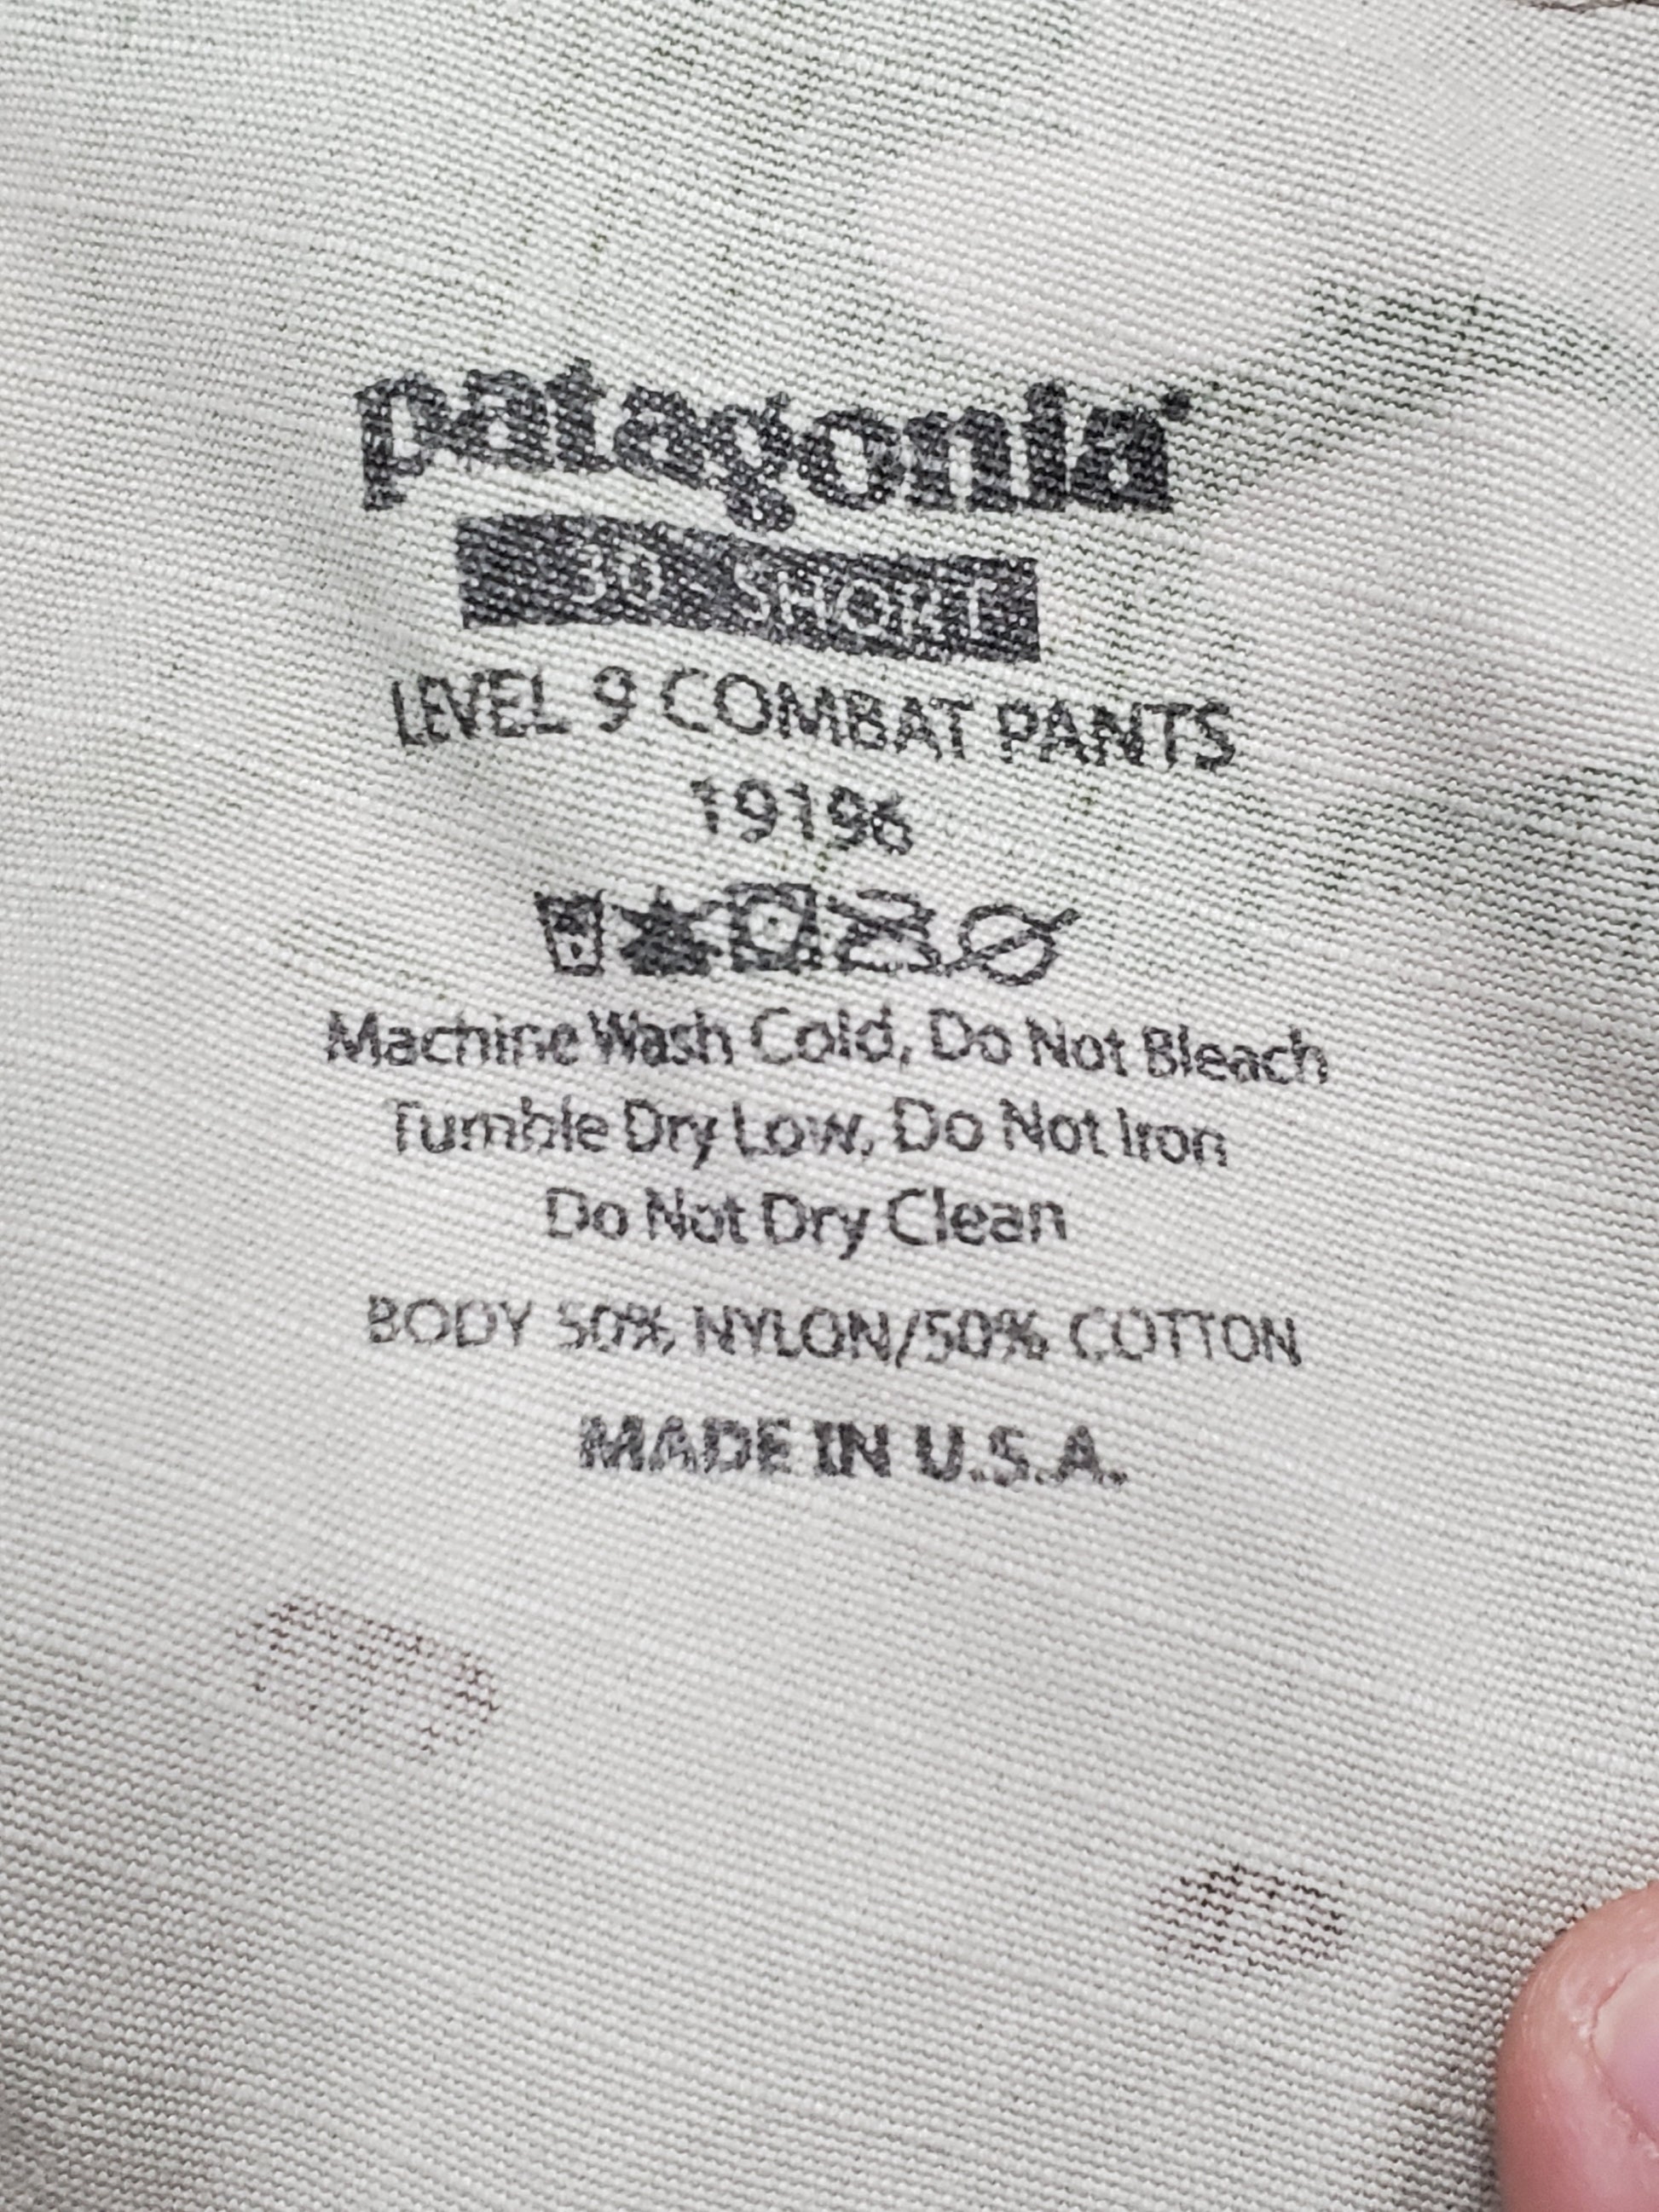 patagonia®
30 - SHORT
LEVEL 9 COMBAT PANTS
19196
Machine Wash Cold, Do Not Bleach
Tumble Dry Low, Do Not Iron
Do Not Dry Clean
BODY 50% NYLON/50% COTTON
MADE IN U.S.A.